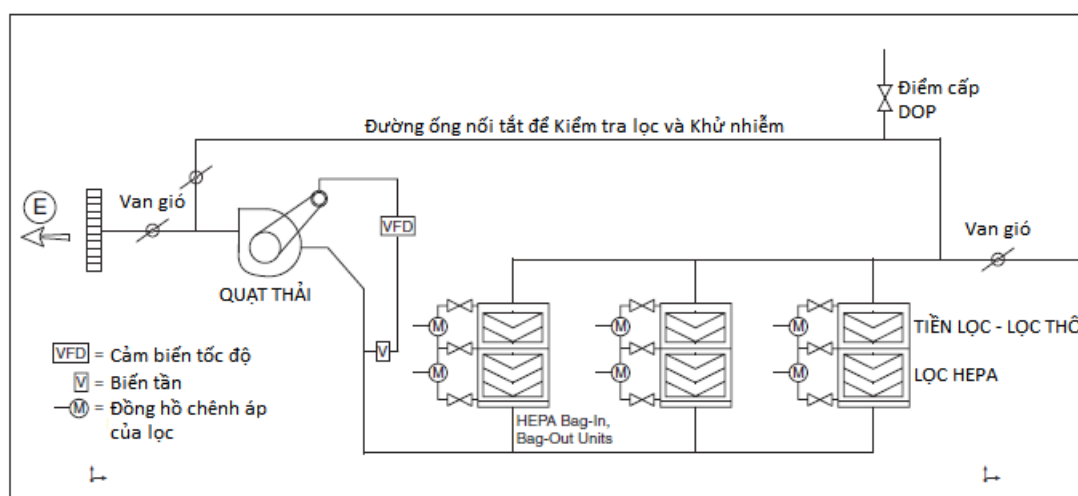 Điểm cấp
DOP
Đường ống nối tắt để Kiểm tra lọc và Khử nhiễm
E
Van gió
VFD
Van gió
QUẠT THẢI
M
M
M
TIỀN LỌC - LỌC THÔ
V
M
M
M
LỌC HEPA
VFD = Cảm biến tốc độ
V = Biến tần
M = Đồng hồ chênh áp
của lọc
HEPA Bag-In,
Bag-Out Units